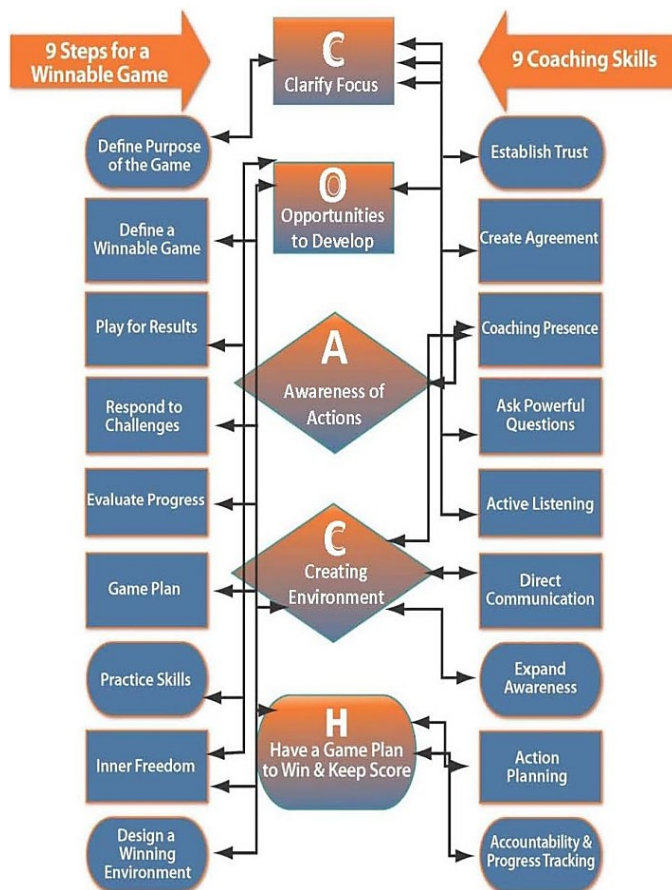 9 Steps for a
Winnable Game
C
Clarify Focus
9 Coaching Skills
Define Purpose
of the Game
Establish Trust
O
Opportunities
to Develop
Define a
Winnable Game
Create Agreement
Play for Results
Coaching Presence
A
Awareness of
Actions
Respond to
Challenges
Ask Powerful
Questions
Evaluate Progress
Active Listening
C
Creating
Environment
Game Plan
Direct
Communication
Practice Skills
Expand
Awareness
H
Have a Game Plan
to Win & Keep Score
Inner Freedom
Action
Planning
Design a
Winning
Environment
Accountability &
Progress Tracking